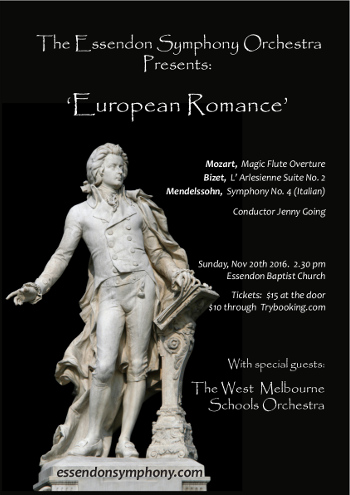 The Essendon Symphony Orchestra
Presents:
‘European Romance’
Mozart, Magic Flute Overture
Bizet, L’ Arlesienne Suite No. 2
Mendelssohn, Symphony No. 4 (Italian)
Conductor Jenny Going
Sunday, Nov 20th 2016. 2.30 pm
Essendon Baptist Church
Tickets: $15 at the door
$10 through Trybooking.com
With special guests:
The West Melbourne
Schools Orchestra
essendonsymphony.com